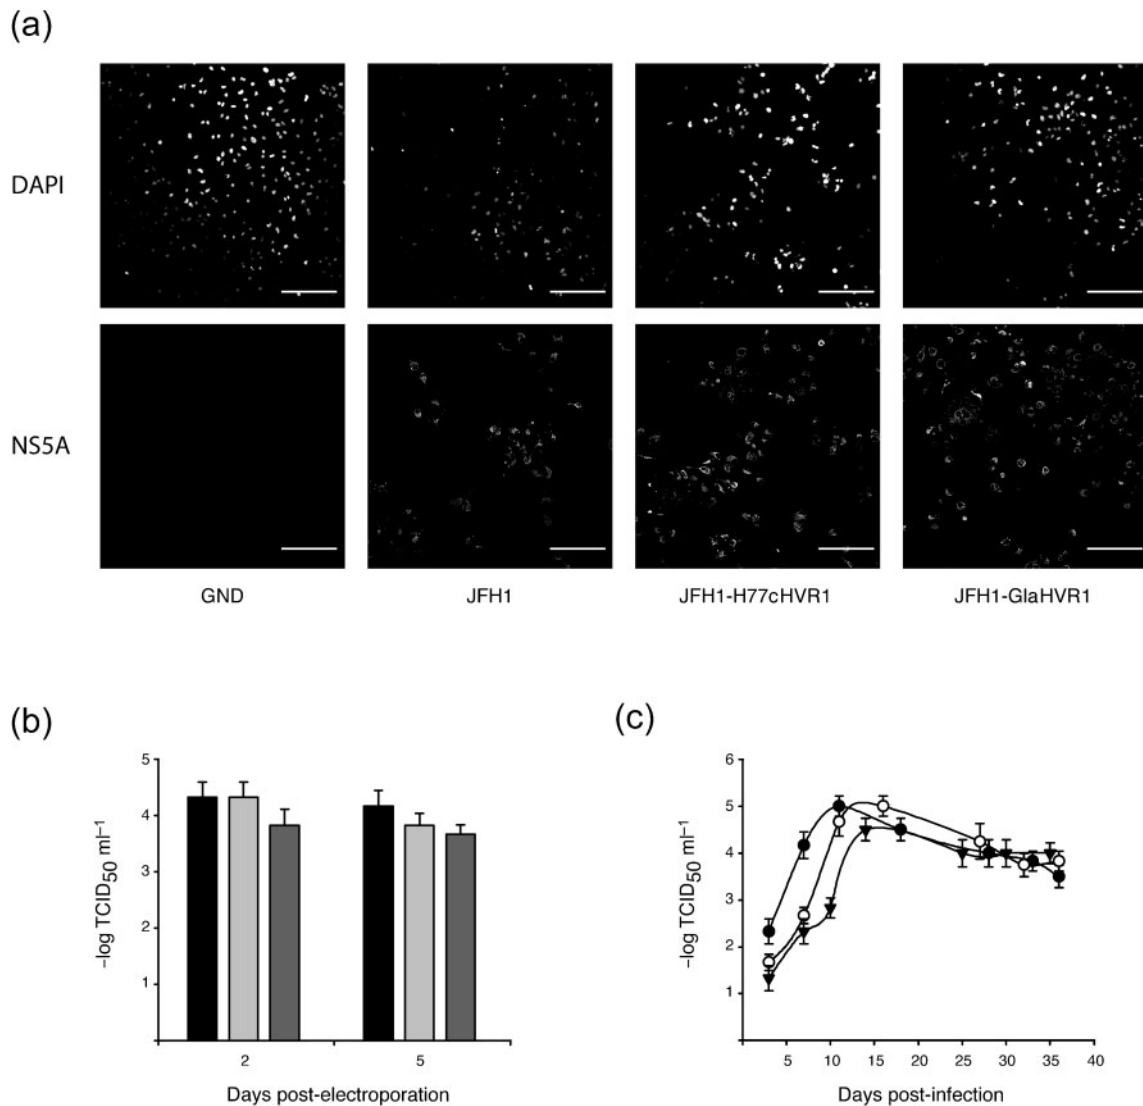 (a)
DAPI
NS5A
GND JFH1 JFH1-H77cHVR1 JFH1-GlaHVR1
(b)
5
4
3
2
1
–log TCID50 ml–1
2 5
Days post-electroporation
(c)
6
5
4
3
2
1
–log TCID50 ml–1
5 10 15 20 25 30 35 40
Days post-infection